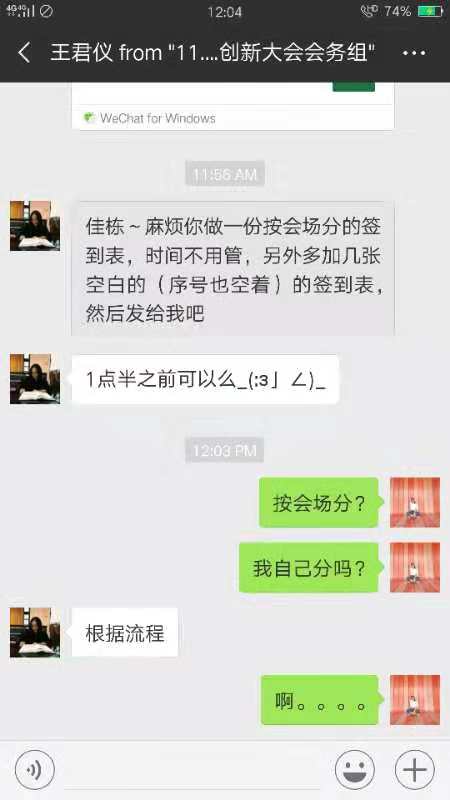 4G 4G
12:04
HD
74%
王君仪 from "11....创新大会会务组"
WeChat for Windows
11:56 AM
佳栋～麻烦你做一份按会场分的签
到表，时间不用管，另外多加几张
空白的（序号也空着）的签到表，
然后发给我吧
1点半之前可以么_(:3」∠)_
12:03 PM
按会场分？
我自己分吗？
根据流程
啊。。。。